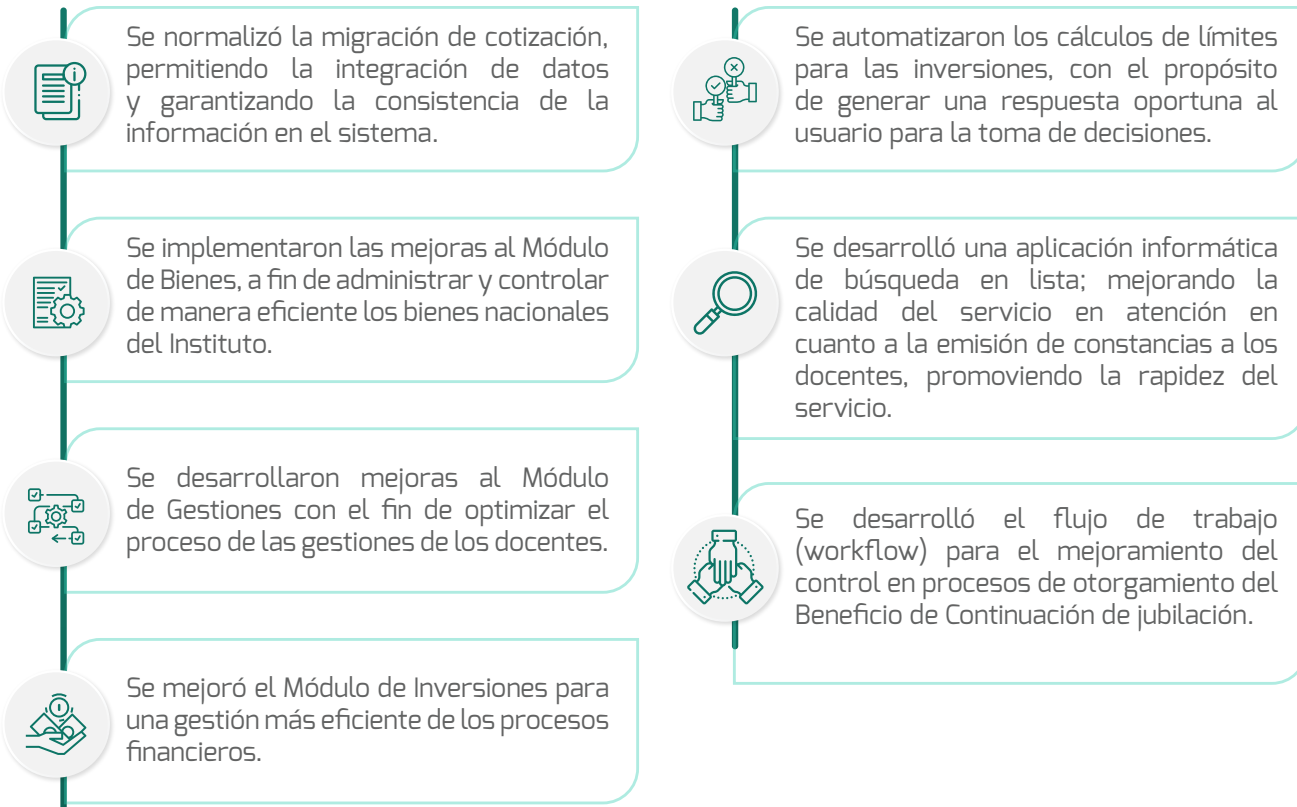 Se normalizó la migración de cotización,
permitiendo la integración de datos
y garantizando la consistencia de la
información en el sistema.
Se implementaron las mejoras al Módulo
de Bienes, a fin de administrar y controlar
de manera eficiente los bienes nacionales
del Instituto.
Se desarrollaron mejoras al Módulo
de Gestiones con el fin de optimizar el
proceso de las gestiones de los docentes.
Se mejoró el Módulo de Inversiones para
una gestión más eficiente de los procesos
financieros.
Se automatizaron los cálculos de límites
para las inversiones, con el propósito
de generar una respuesta oportuna al
usuario para la toma de decisiones.
Se desarrolló una aplicación informática
de búsqueda en lista; mejorando la
calidad del servicio en atención en
cuanto a la emisión de constancias a los
docentes, promoviendo la rapidez del
servicio.
Se desarrolló el flujo de trabajo
(workflow) para el mejoramiento del
control en procesos de otorgamiento del
Beneficio de Continuación de jubilación.